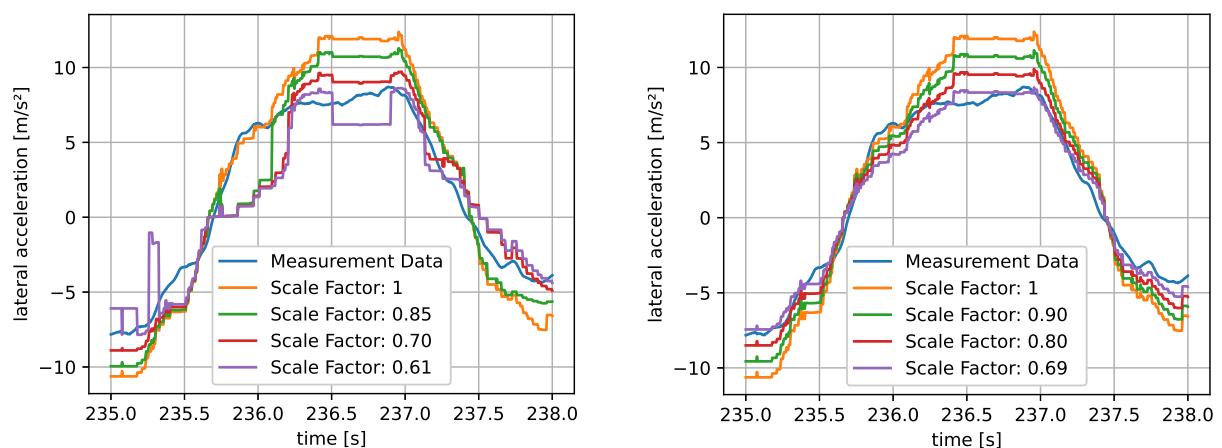 lateral acceleration [m/s²]
10
5
0
−5
−10
Measurement Data
Scale Factor: 1
Scale Factor: 0.85
Scale Factor: 0.70
Scale Factor: 0.61
235.0 235.5 236.0 236.5 237.0 237.5 238.0
time [s]
lateral acceleration [m/s²]
10
5
0
−5
−10
Measurement Data
Scale Factor: 1
Scale Factor: 0.90
Scale Factor: 0.80
Scale Factor: 0.69
235.0 235.5 236.0 236.5 237.0 237.5 238.0
time [s]